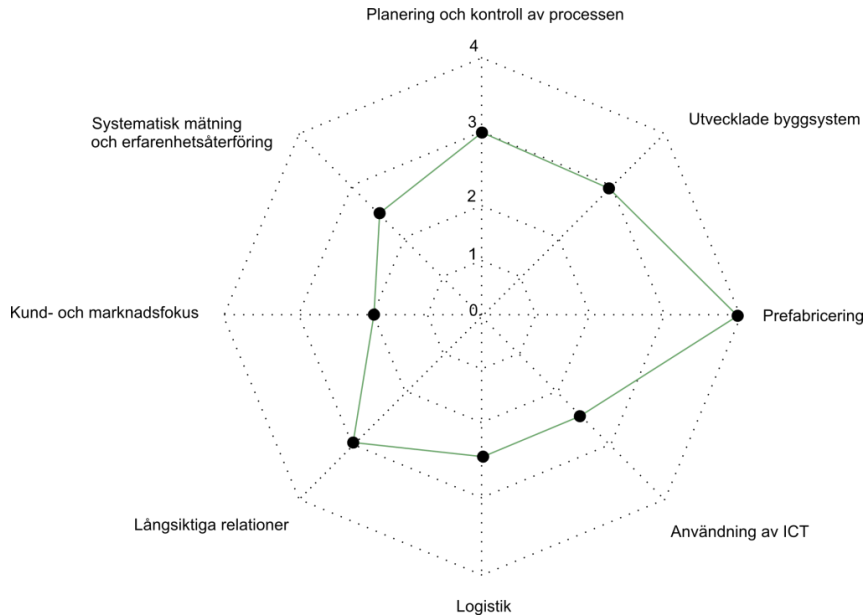 Planering och kontroll av processen
4
Utvecklade byggsystem
Systematisk mätning
och erfarenhetsåterföring
3
2
1
0
Kund- och marknadsfokus
Prefabricering
Långsiktiga relationer
Användning av ICT
Logistik